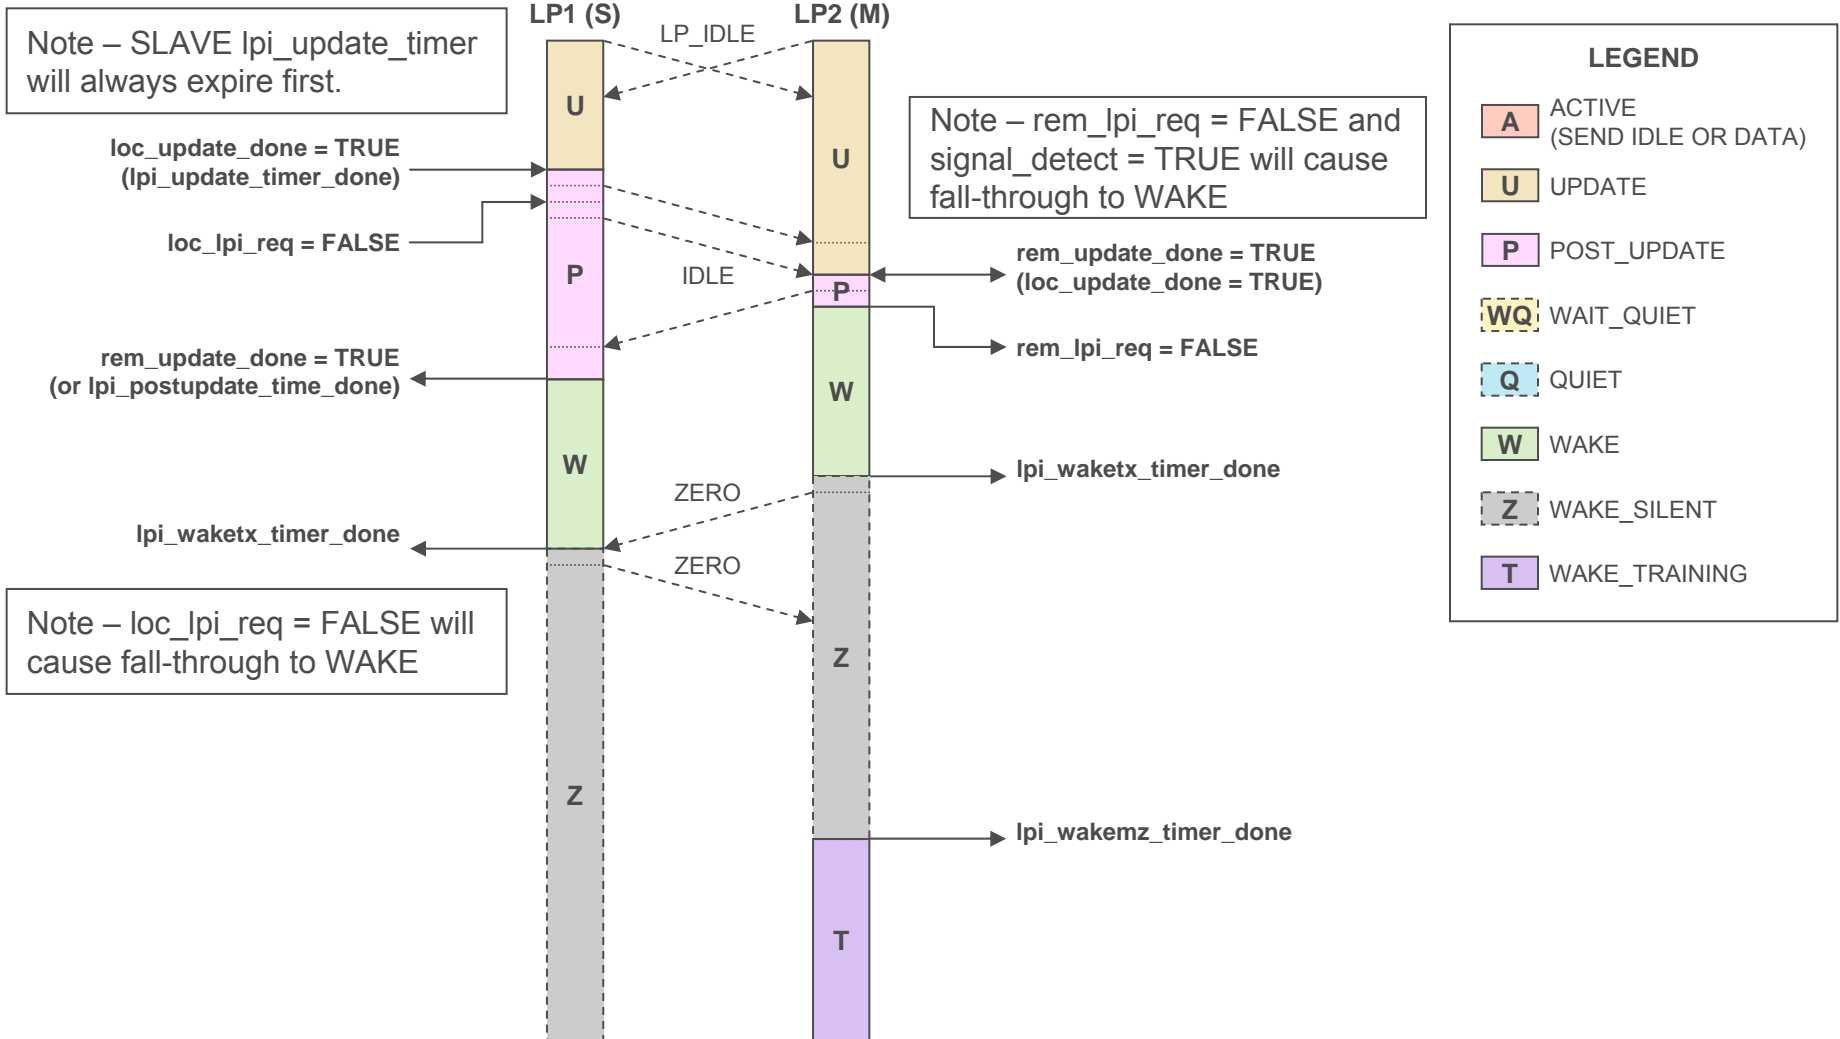 LP1 (S)
LP2 (M)
Note – SLAVE lpi_update_timer
will always expire first.
LP_IDLE
U
U
loc_update_done = TRUE
(lpi_update_timer_done)
Note – rem_lpi_req = FALSE and
signal_detect = TRUE will cause
fall-through to WAKE
loc_lpi_req = FALSE
P
IDLE
P
rem_update_done = TRUE
(loc_update_done = TRUE)
rem_lpi_req = FALSE
rem_update_done = TRUE
(or lpi_postupdate_time_done)
W
W
lpi_waketx_timer_done
ZERO
lpi_waketx_timer_done
ZERO
Note – loc_lpi_req = FALSE will
cause fall-through to WAKE
Z
Z
lpi_wakemz_timer_done
T
LEGEND
A ACTIVE
(SEND IDLE OR DATA)
U UPDATE
P POST_UPDATE
WQ WAIT_QUIET
Q QUIET
W WAKE
Z WAKE_SILENT
T WAKE_TRAINING